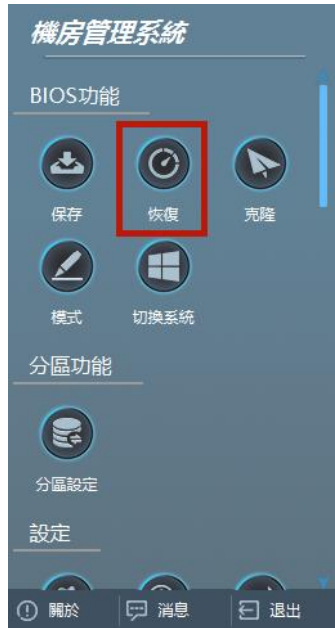 機房管理系統
BIOS功能
保存 恢復 克隆
模式 切換系統
分區功能
分區設定
設定
關於 消息 退出